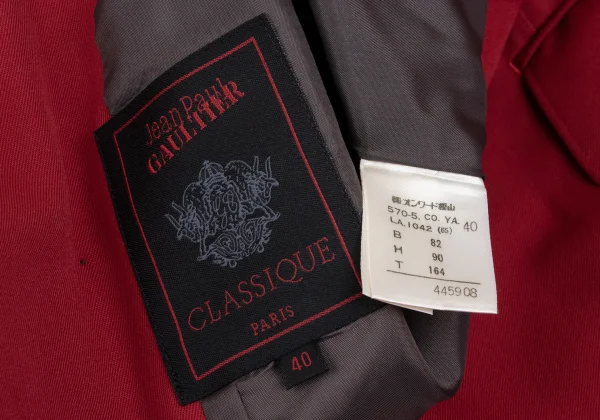 Jean Paul
GAULTIER
CLASSIQUE
PARIS
40
㈱オンワード樫山
570-5, CO. YA. 40
LA.1042 (85)
B 82
H 90
T 164
445908